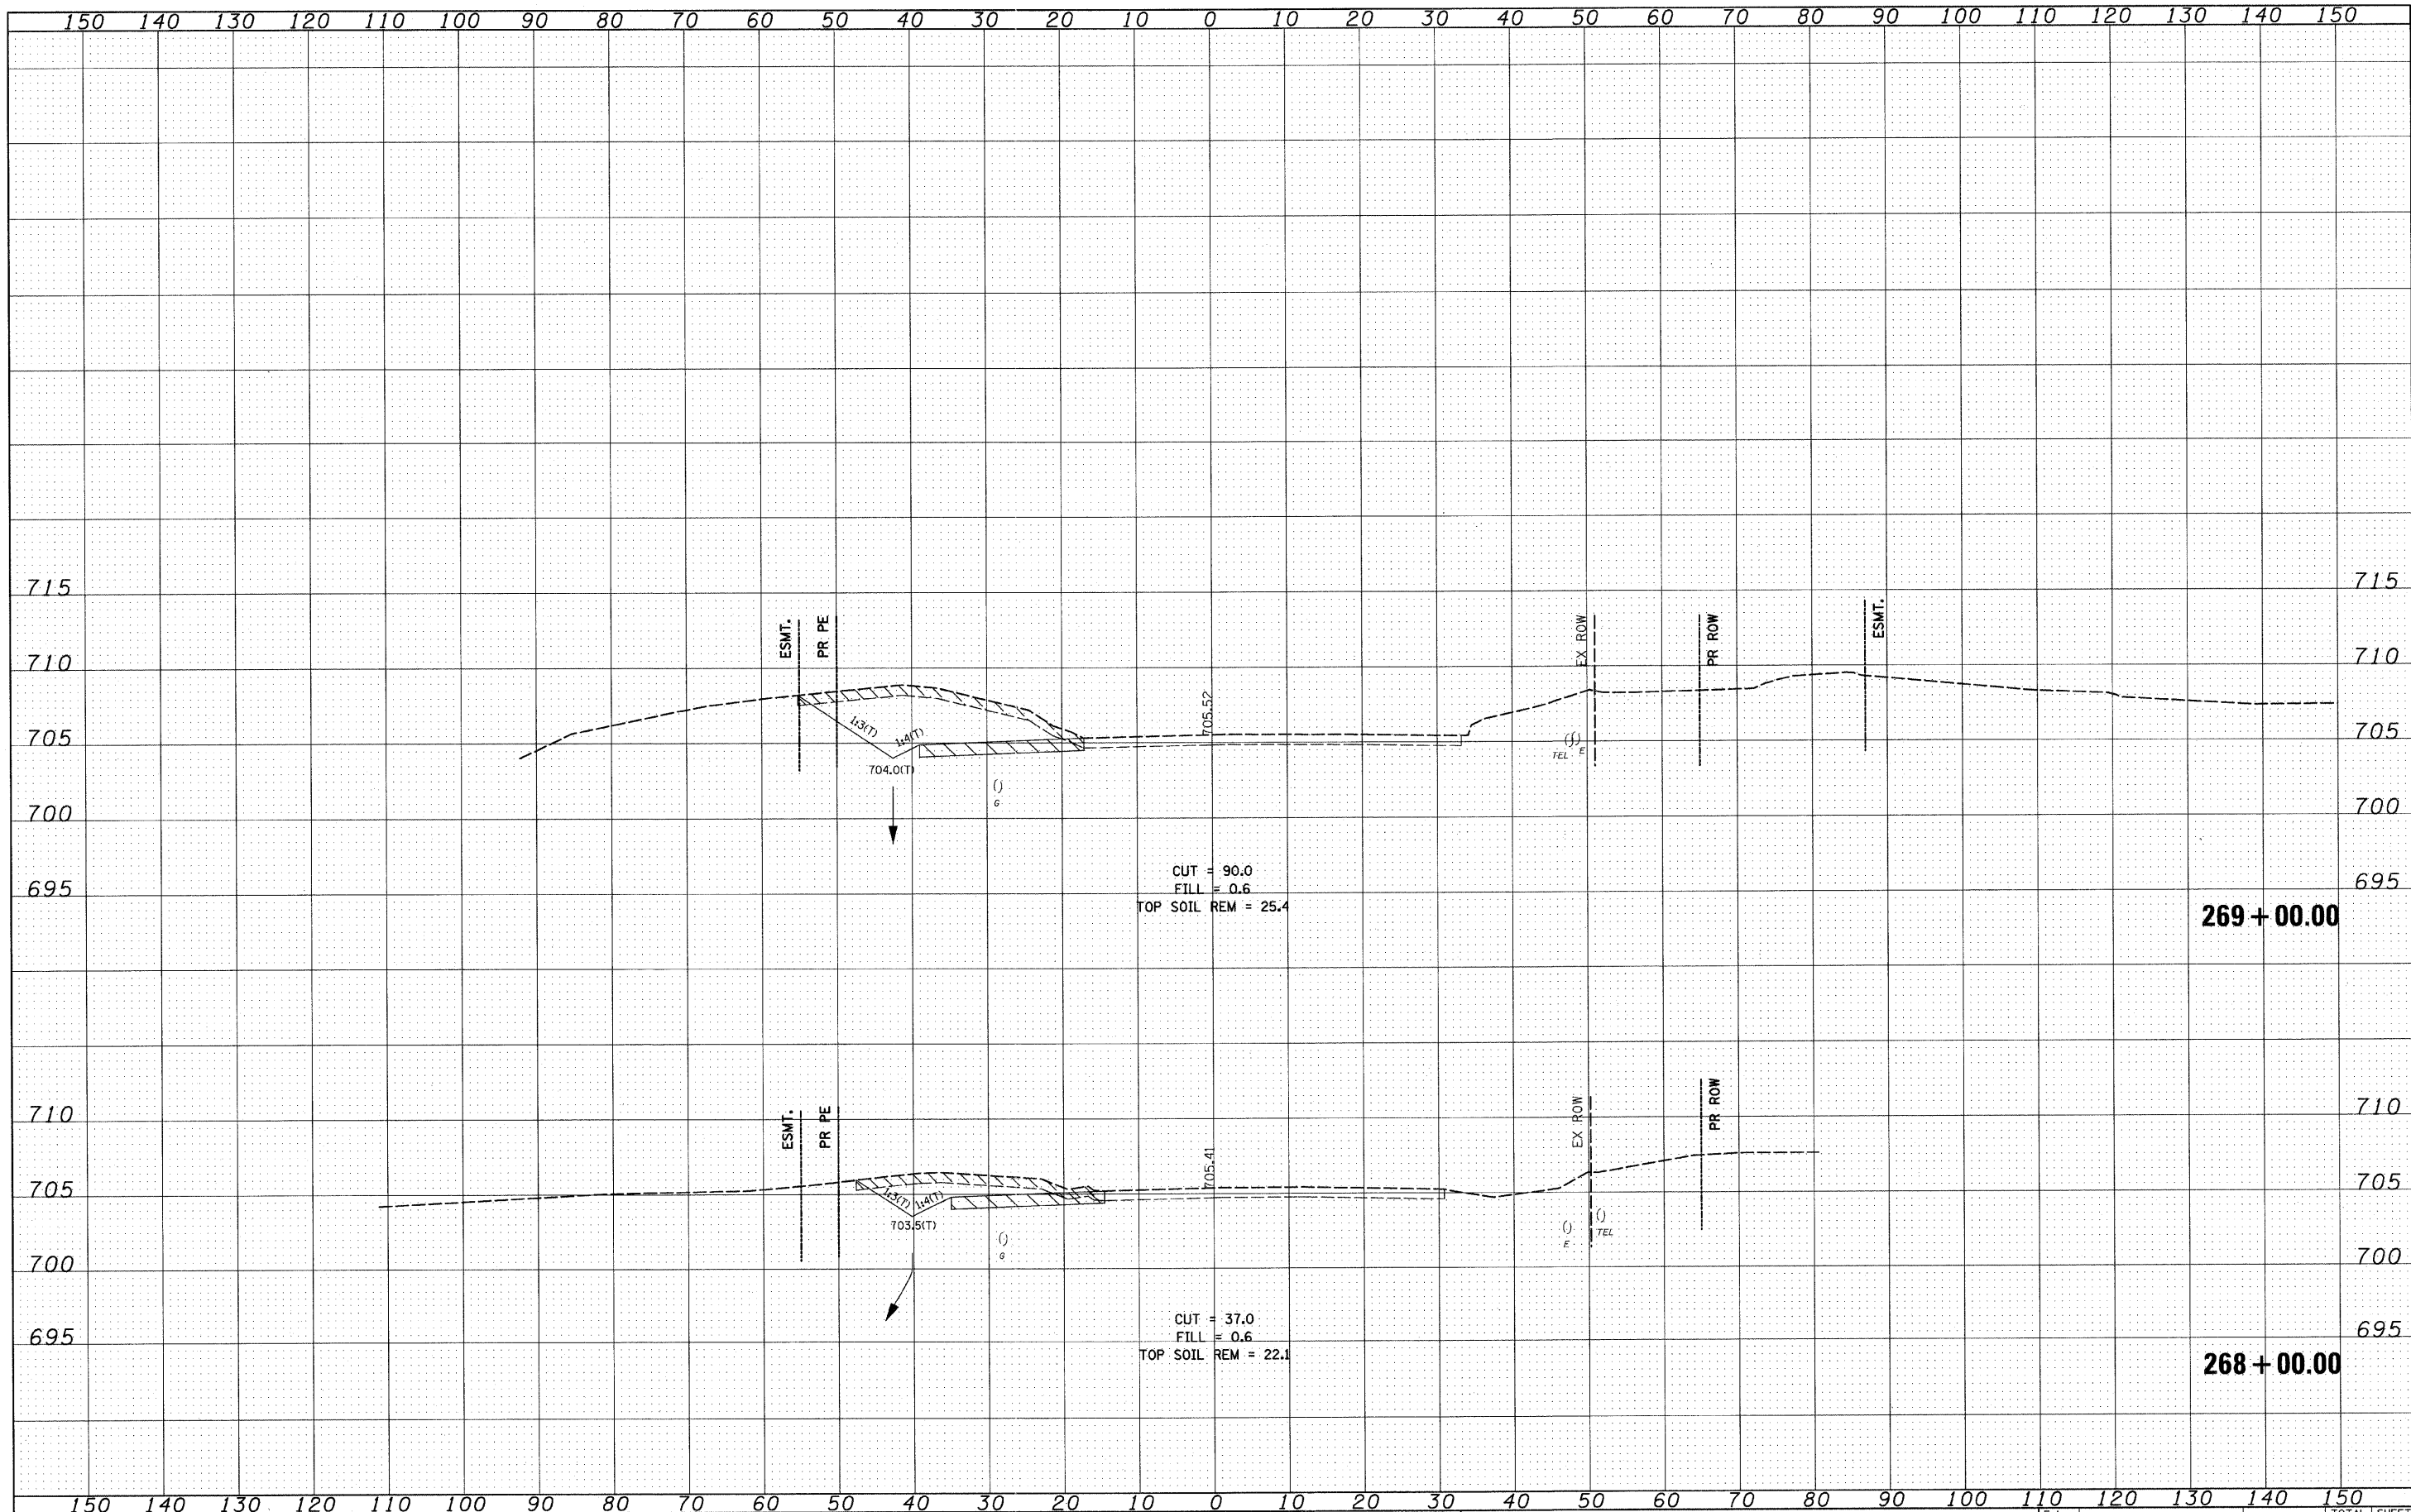 150 140 130 120 110 100 90 80 70 60 50 40 30 20 10 0 10 20 30 40 50 60 70 80 90 100 110 120 130 140 150
715 715
ESMT. PR PE EX ROW PR ROW ESMT.
710 710
705.52
705 705
1:3(T) 1:4(T)
704.0(T)
TEL E
G
700 700
CUT = 90.0
FILL = 0.6
TOP SOIL REM = 25.4
695 695
269+00.00
ESMT. PR PE EX ROW PR ROW
710 710
705.41
705 705
1:3(T) 1:4(T)
703.5(T)
E TEL
G
700 700
CUT = 37.0
FILL = 0.6
TOP SOIL REM = 22.1
695 695
268+00.00
150 140 130 120 110 100 90 80 70 60 50 40 30 20 10 0 10 20 30 40 50 60 70 80 90 100 110 120 130 140 150
TOTAL SHEET